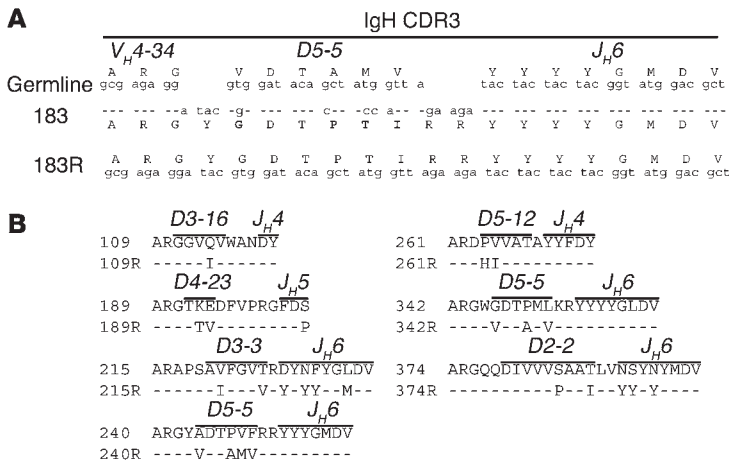 A
IgH CDR3
VH4-34 D5-5 JH6
A R G V D T A M V V Y Y Y Y G M D V
Germline gcg agagg gtg gat aca gct atg gtt a tac tac tac tac ggt atg gac gct
183 --- --- ----a tac -g- --- --- c-- -cc a-- -ga aga --- --- --- --- --- --- --- ---
A R G Y G D T P T I R R Y Y Y Y G M D V
183R A R G Y G D T P T I R R Y Y Y Y G M D V
gcg aga gga tac gtg gat aca gct atg gtt aga aga tac tac tac tac ggt atg gac gct
B
D3-16 JH4
109 ARGGGVQVWANDY
109R -----I-------
D5-12 JH4
261 ARDPVVATAYYFDY
261R ---HI---------
D4-23 JH5
189 ARGTKEDFVPRGFDS
189R ----TV--------P
D5-5 JH6
342 ARGWGDTPMLKRYYYYGLDV
342R ----V--A-V----------
D3-3 JH6
215 ARAPSAVFGVTRDYNFYGLDV
215R ------I---V-Y-YY--M--
D2-2 JH6
374 ARGQQDIVVVSAATLVNSYNYMDV
374R ----------P--I--YY-Y----
D5-5 JH6
240 ARGYADTPVFRRYYYGMDV
240R ----V--AMV---------